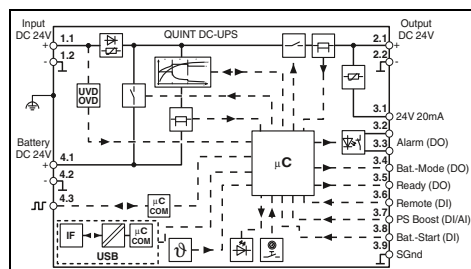 Input
DC 24V
QUINT DC-UPS
Output
DC 24V
1.1
+
1.2
-
2.1
+
2.2
-
UVD
OVD
3.1
24V 20mA
3.2
Alarm (DO)
3.3
Battery
DC 24V
4.1
+
4.2
-
4.3
µC
3.4
Bat.-Mode (DO)
3.5
Ready (DO)
3.6
Remote (DI)
3.7
PS Boost (DI/AI)
3.8
Bat.-Start (DI)
3.9
SGnd
µC
COM
IF
µC
COM
USB
ϑ